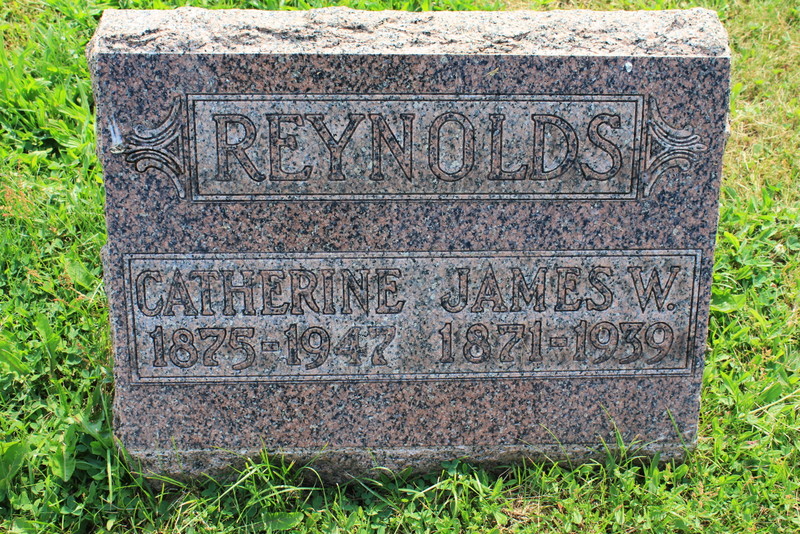 REYNOLDS
CATHERINE JAMES W.
1875-1947 1871-1939